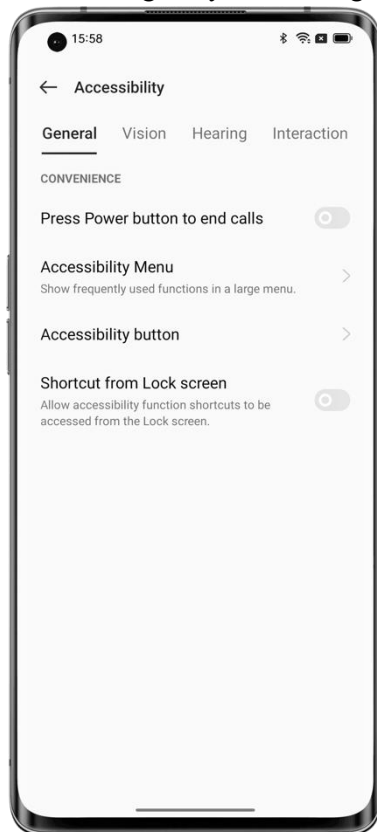 15:58
Accessibility
General Vision Hearing Interaction
CONVENIENCE
Press Power button to end calls
Accessibility Menu
Show frequently used functions in a large menu.
Accessibility button
Shortcut from Lock screen
Allow accessibility function shortcuts to be
accessed from the Lock screen.